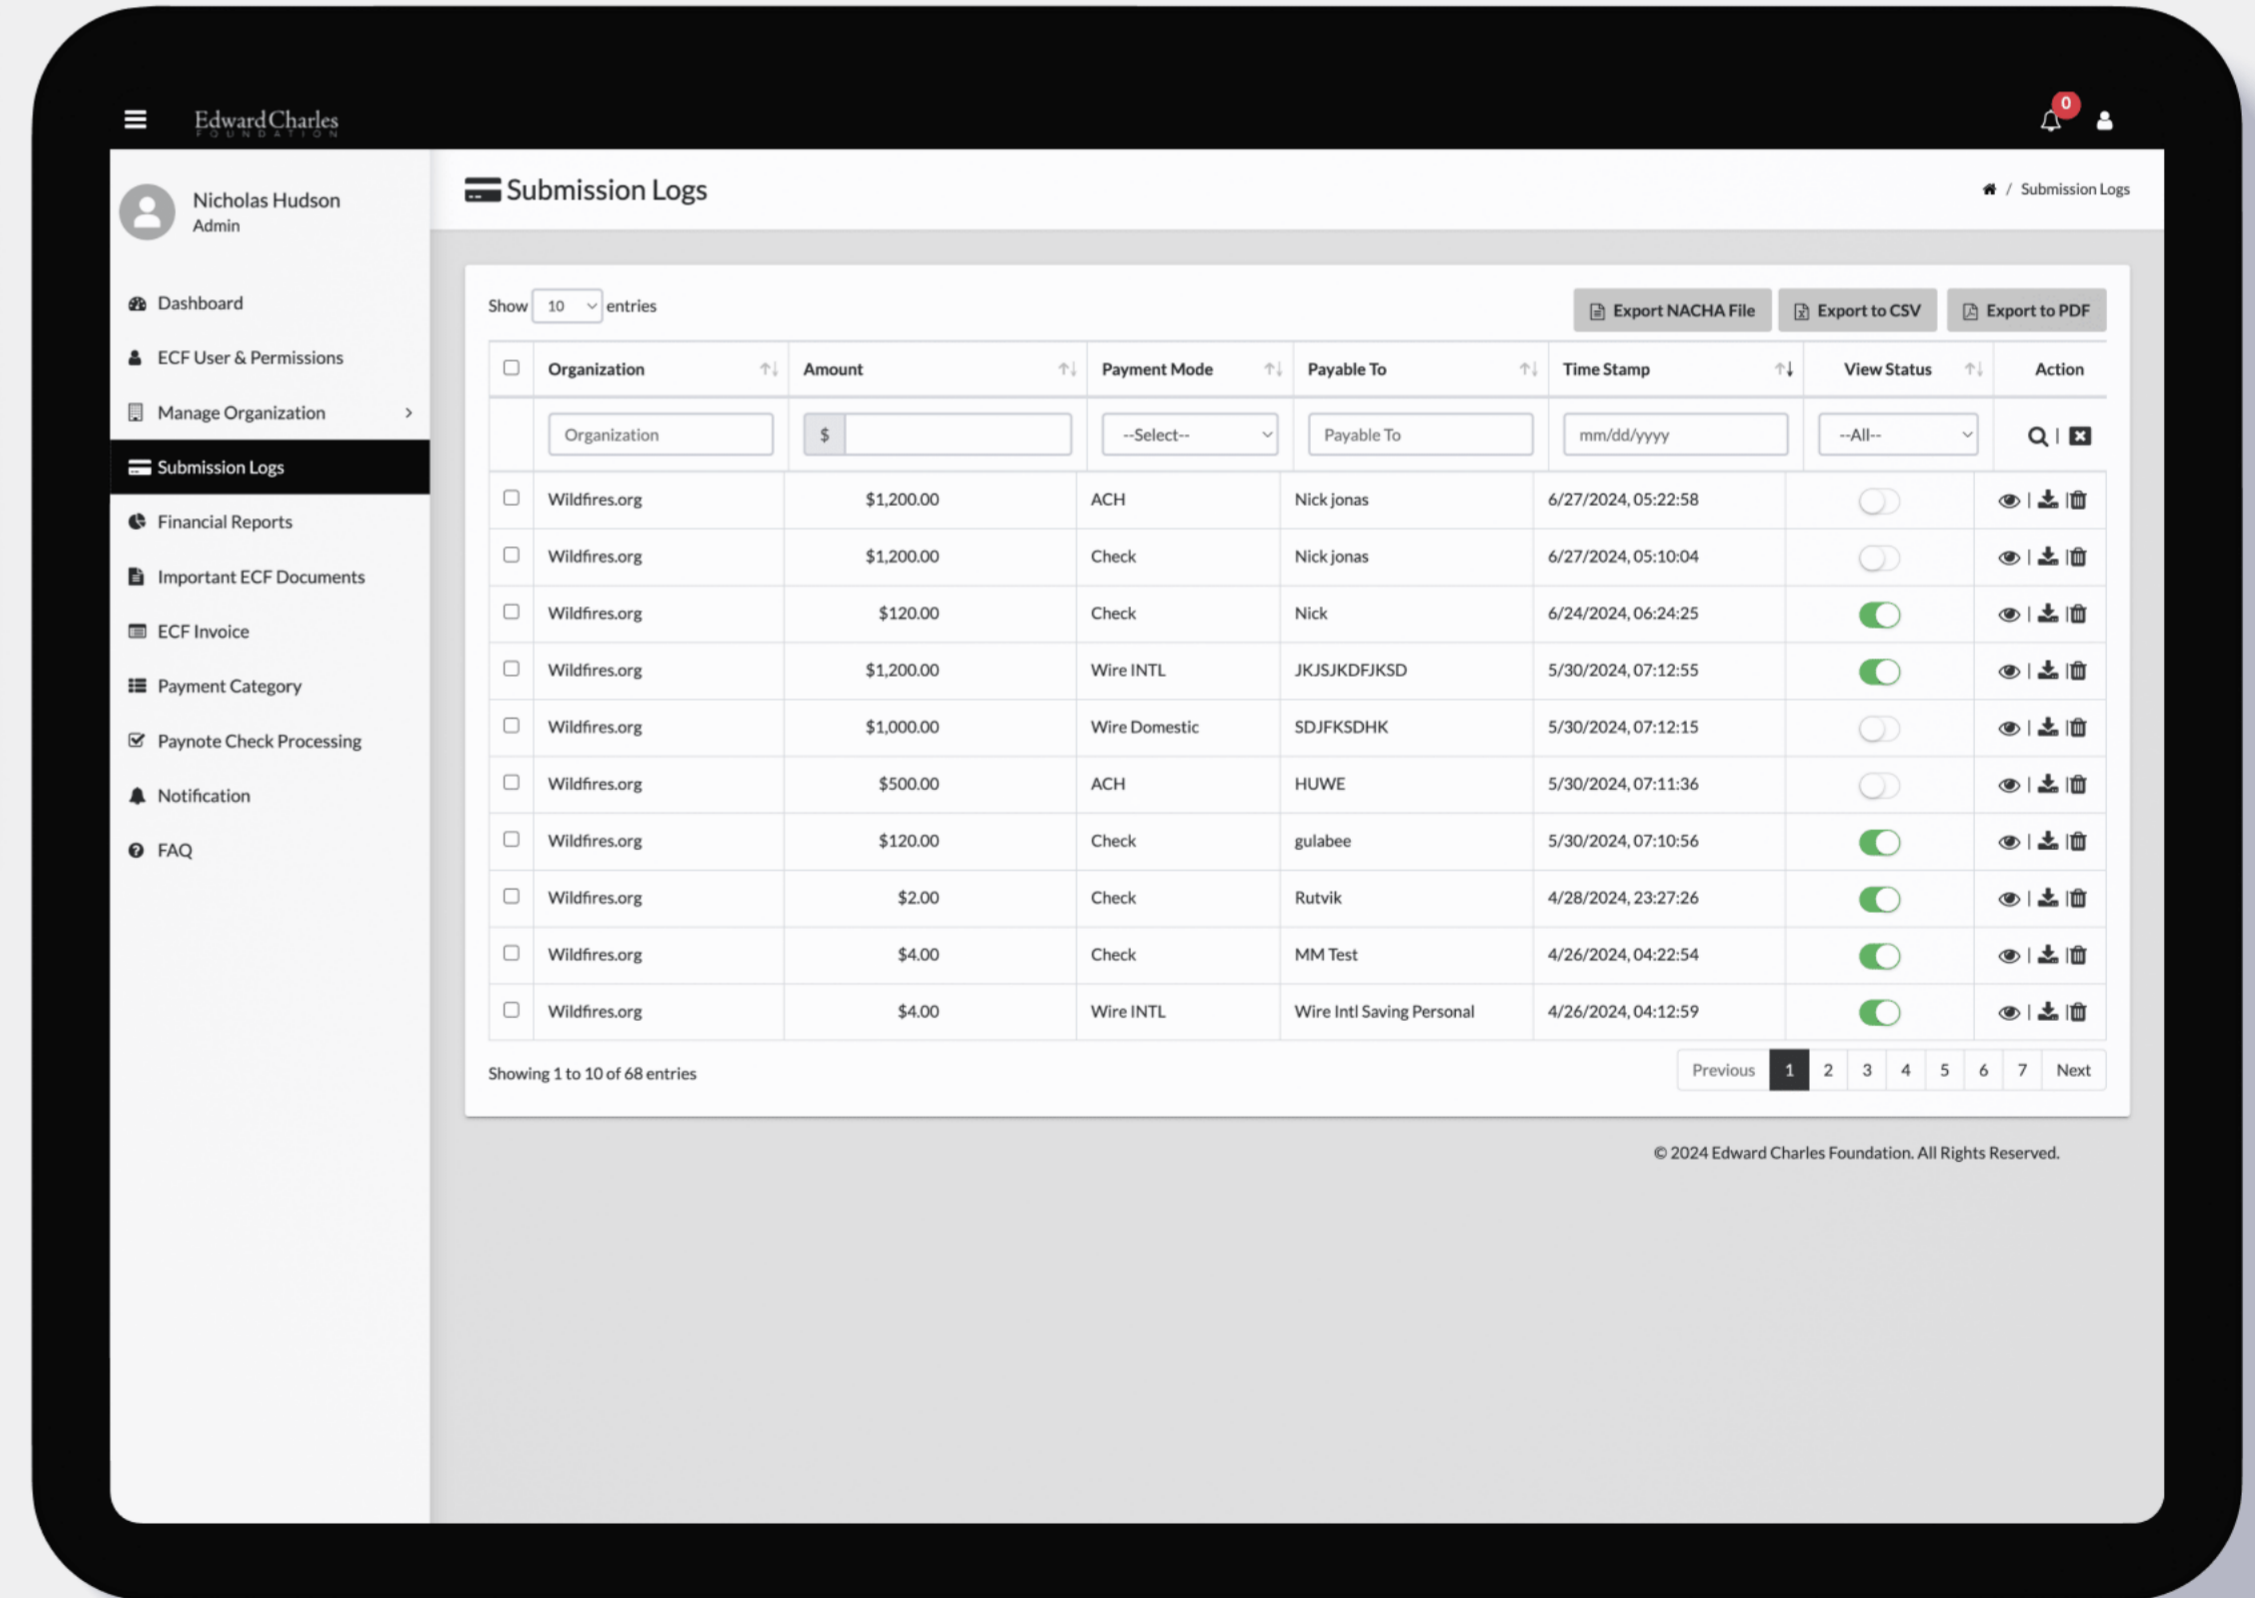 Edward Charles
FOUNDATION
0
Nicholas Hudson
Admin
Dashboard
ECF User & Permissions
Manage Organization
Submission Logs
Financial Reports
Important ECF Documents
ECF Invoice
Payment Category
Paynote Check Processing
Notification
FAQ
Submission Logs
/ Submission Logs
Show 10 entries
Export NACHA File Export to CSV Export to PDF
Organization Amount Payment Mode Payable To Time Stamp View Status Action
Organization $ --Select-- Payable To mm/dd/yyyy --All-- |
Wildfires.org $1,200.00 ACH Nick jonas 6/27/2024, 05:22:58 | |
Wildfires.org $1,200.00 Check Nick jonas 6/27/2024, 05:10:04 | |
Wildfires.org $120.00 Check Nick 6/24/2024, 06:24:25 | |
Wildfires.org $1,200.00 Wire INTL JKJSJKDFJKSD 5/30/2024, 07:12:55 | |
Wildfires.org $1,000.00 Wire Domestic SDJFKSDHK 5/30/2024, 07:12:15 | |
Wildfires.org $500.00 ACH HUWE 5/30/2024, 07:11:36 | |
Wildfires.org $120.00 Check gulabee 5/30/2024, 07:10:56 | |
Wildfires.org $2.00 Check Rutvik 4/28/2024, 23:27:26 | |
Wildfires.org $4.00 Check MM Test 4/26/2024, 04:22:54 | |
Wildfires.org $4.00 Wire INTL Wire Intl Saving Personal 4/26/2024, 04:12:59 | |
Showing 1 to 10 of 68 entries
Previous 1 2 3 4 5 6 7 Next
© 2024 Edward Charles Foundation. All Rights Reserved.